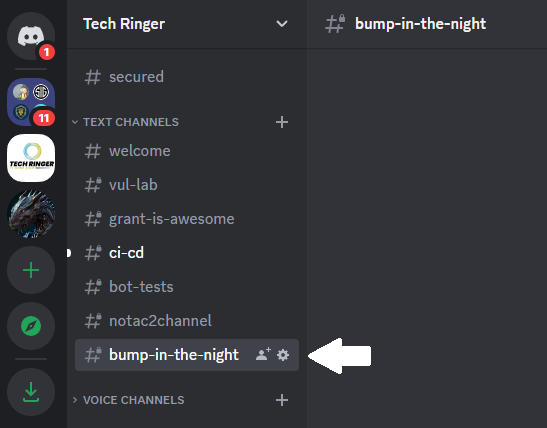 Tech Ringer
bump-in-the-night
secured
TEXT CHANNELS
welcome
vul-lab
grant-is-awesome
ci-cd
bot-tests
notac2channel
bump-in-the-night
VOICE CHANNELS
1
11
TECH RINGER